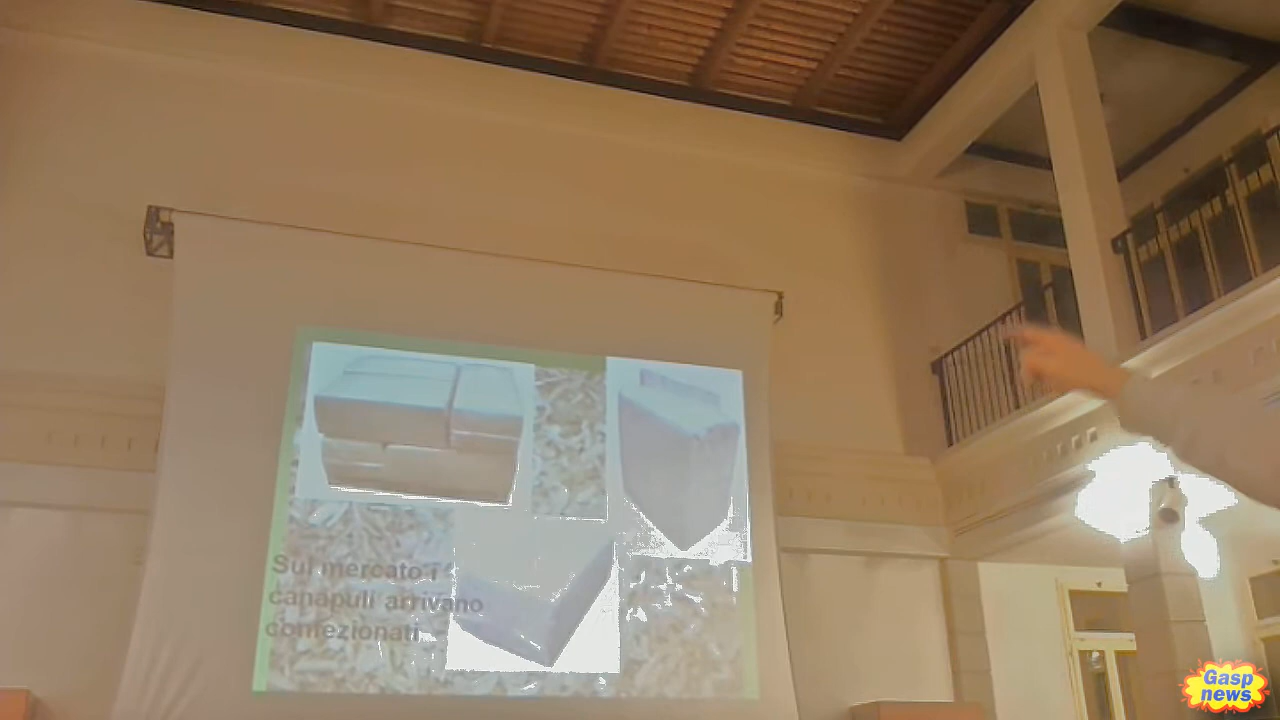 Sul mercato i
canapuli arrivano
confezionati
Gasp
news